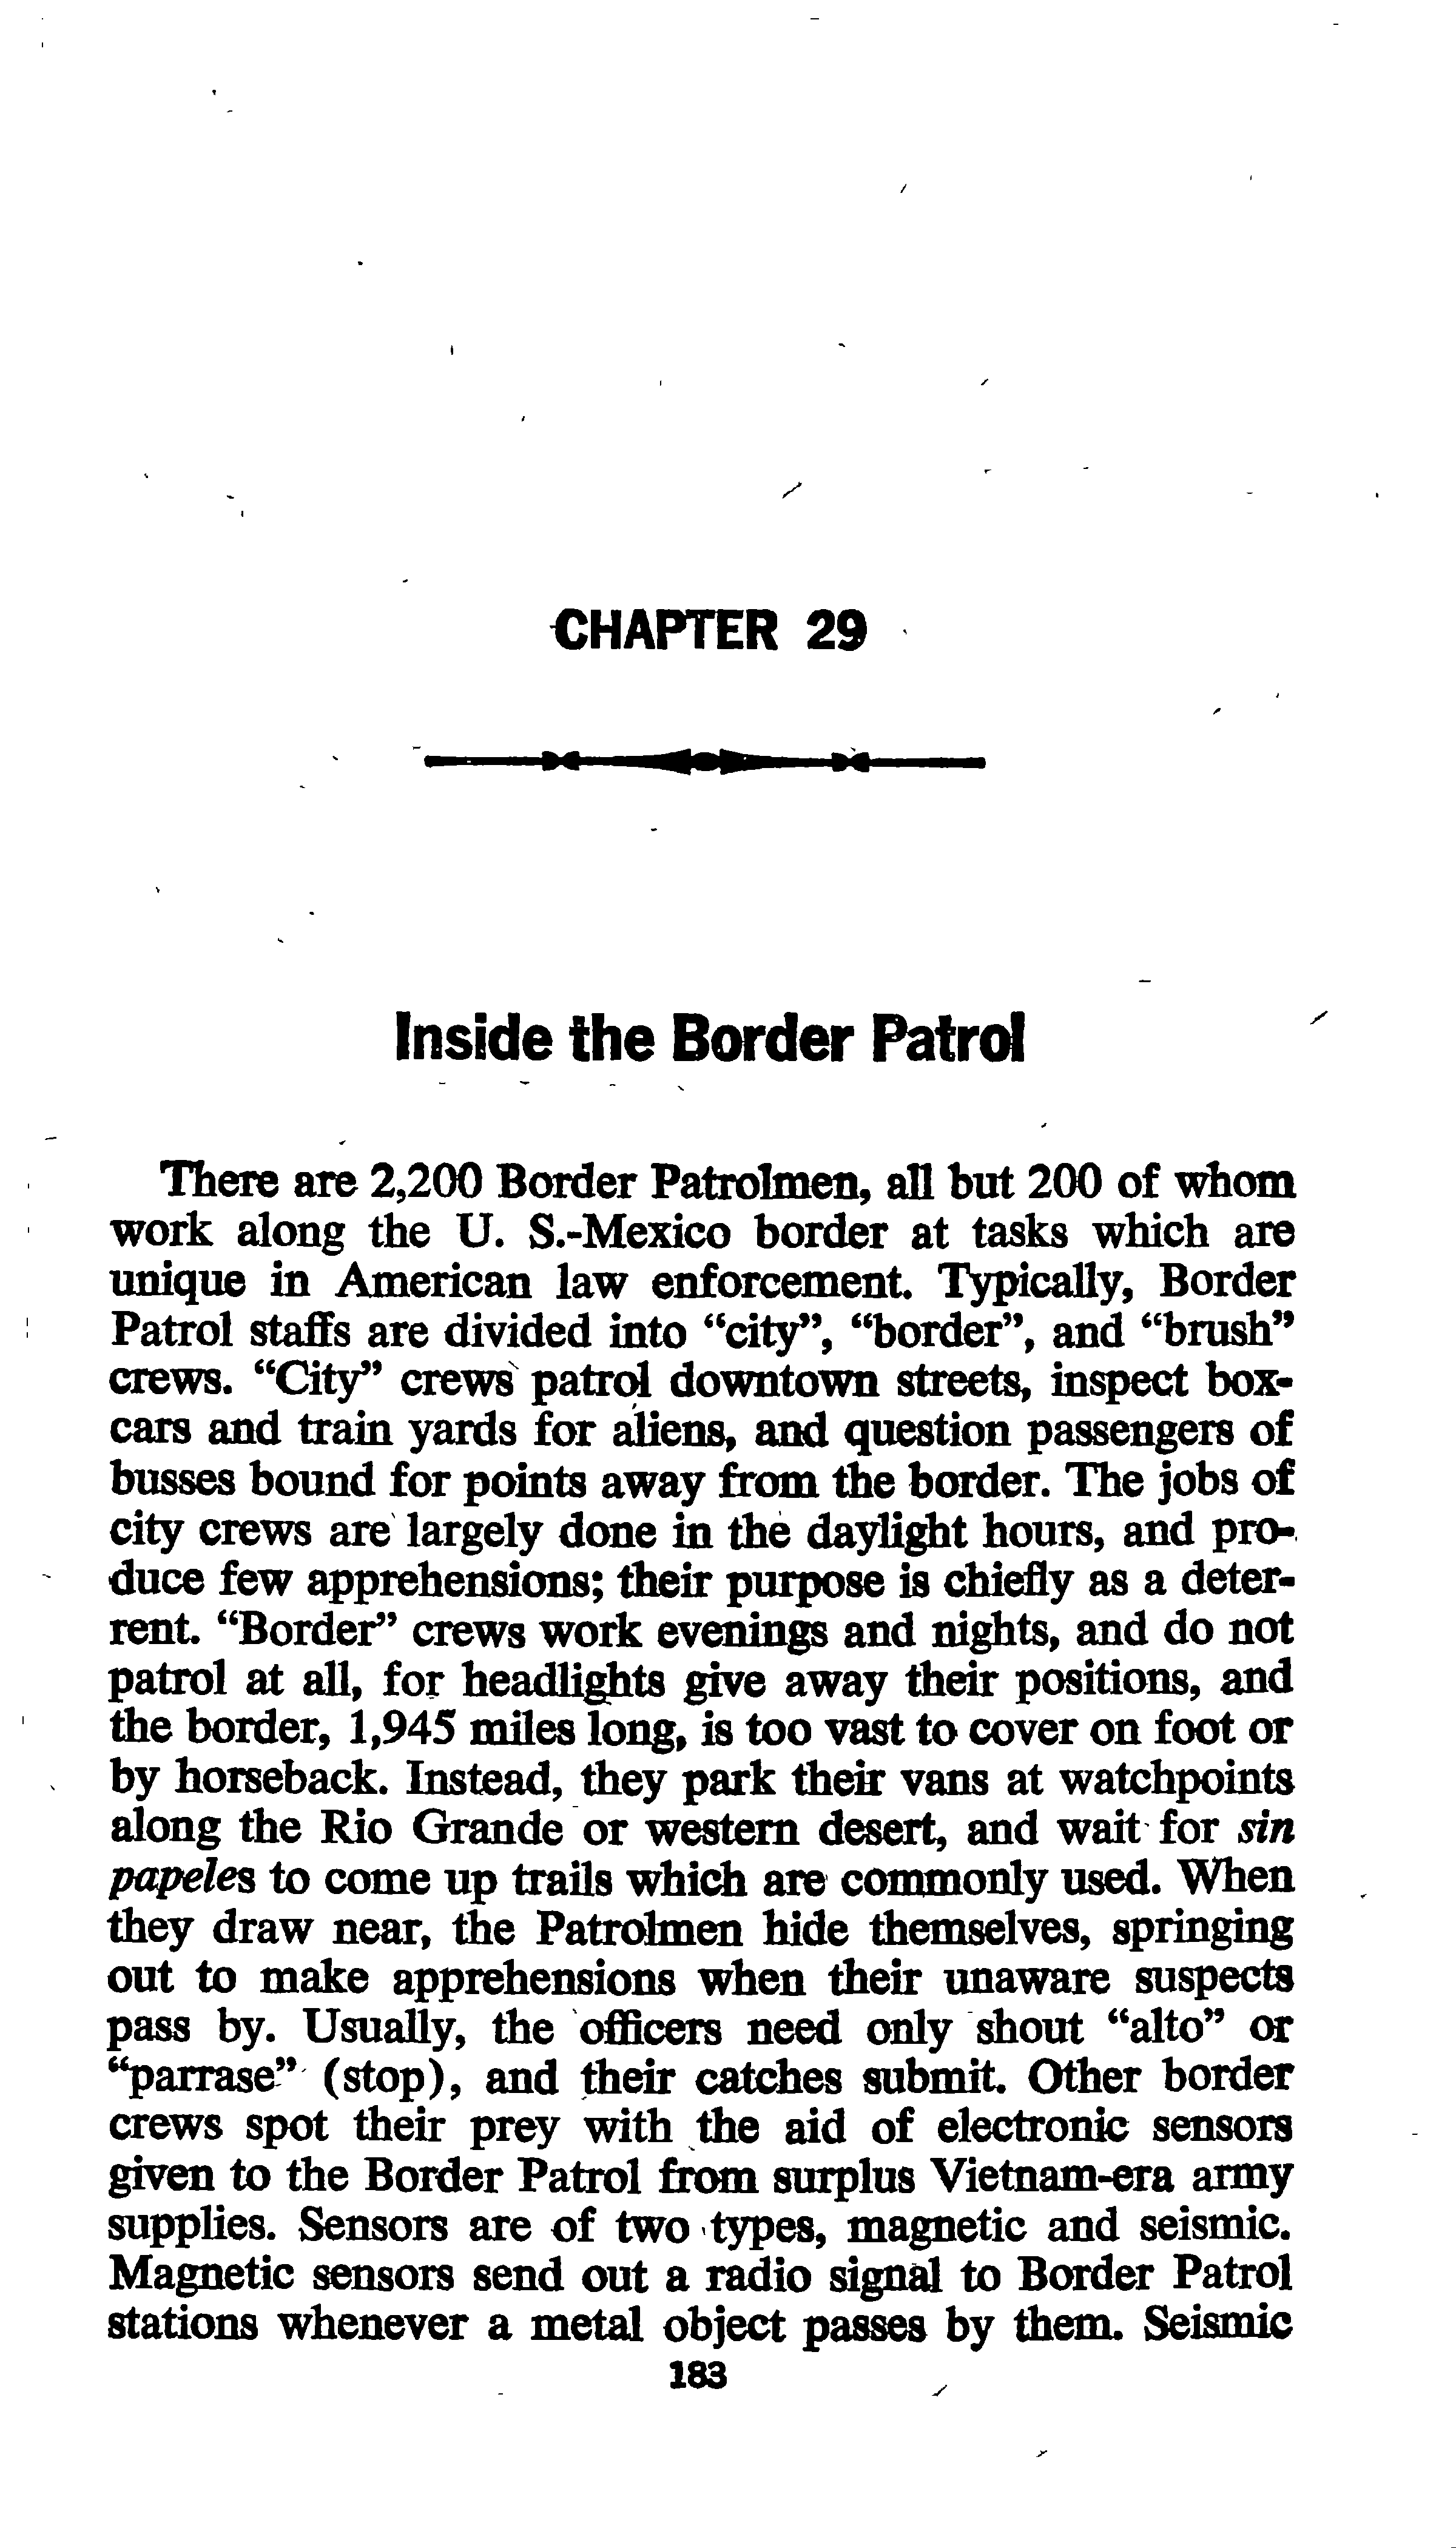 CHAPTER 29
Inside the Border Patrol
There are 2,200 Border Patrolmen, all but 200 of whom
work along the U. S.-Mexico border at tasks which are
unique in American law enforcement. Typically, Border
Patrol staffs are divided into “city”, “border”, and “brush”
crews. “City” crews patrol downtown streets, inspect box-
cars and train yards for aliens, and question passengers of
busses bound for points away from the border. The jobs of
city crews are largely done in the daylight hours, and pro-
duce few apprehensions; their purpose is chiefly as a deter-
rent. “Border” crews work evenings and nights, and do not
patrol at all, for headlights give away their positions, and
the border, 1,945 miles long, is too vast to cover on foot or
by horseback. Instead, they park their vans at watchpoints
along the Rio Grande or western desert, and wait for sin
papeles to come up trails which are commonly used. When
they draw near, the Patrolmen hide themselves, springing
out to make apprehensions when their unaware suspects
pass by. Usually, the officers need only shout “alto” or
“parrase” (stop), and their catches submit. Other border
crews spot their prey with the aid of electronic sensors
given to the Border Patrol from surplus Vietnam-era army
supplies. Sensors are of two types, magnetic and seismic.
Magnetic sensors send out a radio signal to Border Patrol
stations whenever a metal object passes by them. Seismic
183